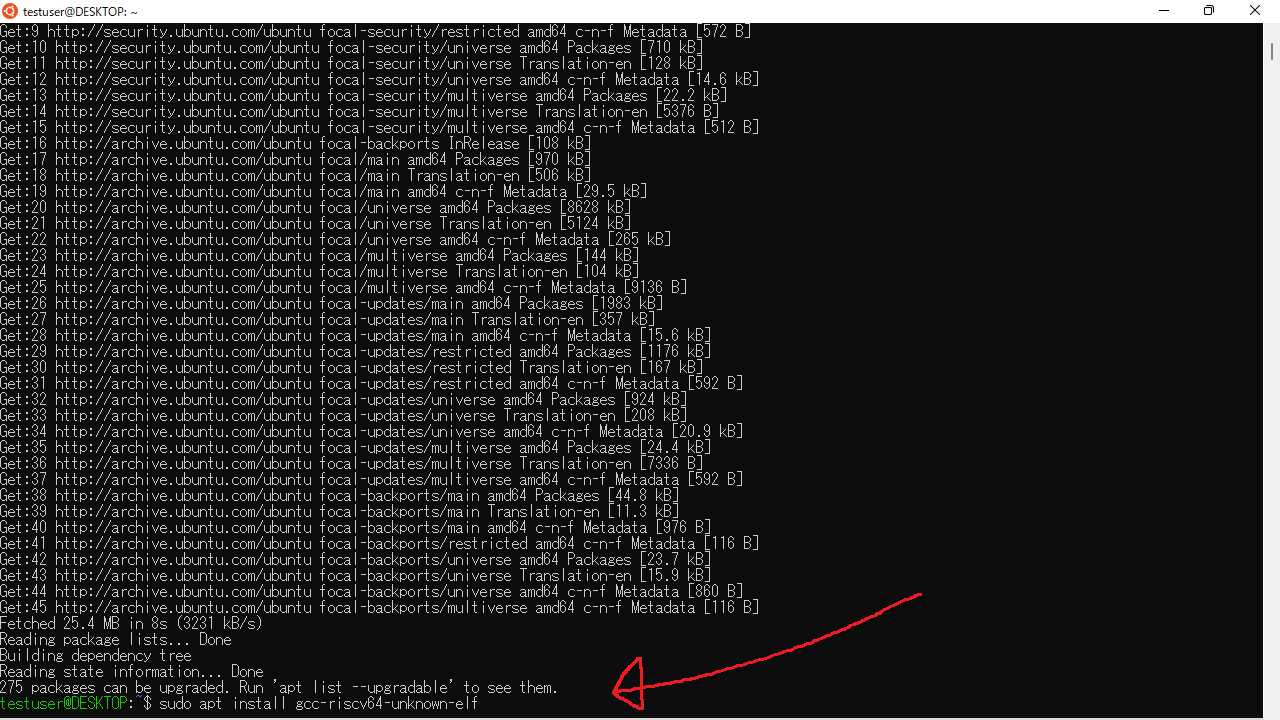 testuser@DESKTOP: ~
Get:9 http://security.ubuntu.com/ubuntu focal-security/restricted amd64 c-n-f Metadata [572 B]
Get:10 http://security.ubuntu.com/ubuntu focal-security/universe amd64 Packages [710 kB]
Get:11 http://security.ubuntu.com/ubuntu focal-security/universe Translation-en [128 kB]
Get:12 http://security.ubuntu.com/ubuntu focal-security/universe amd64 c-n-f Metadata [14.6 kB]
Get:13 http://security.ubuntu.com/ubuntu focal-security/multiverse amd64 Packages [22.2 kB]
Get:14 http://security.ubuntu.com/ubuntu focal-security/multiverse Translation-en [5376 B]
Get:15 http://security.ubuntu.com/ubuntu focal-security/multiverse amd64 c-n-f Metadata [512 B]
Get:16 http://archive.ubuntu.com/ubuntu focal-backports InRelease [108 kB]
Get:17 http://archive.ubuntu.com/ubuntu focal/main amd64 Packages [970 kB]
Get:18 http://archive.ubuntu.com/ubuntu focal/main Translation-en [506 kB]
Get:19 http://archive.ubuntu.com/ubuntu focal/main amd64 c-n-f Metadata [29.5 kB]
Get:20 http://archive.ubuntu.com/ubuntu focal/universe amd64 Packages [8628 kB]
Get:21 http://archive.ubuntu.com/ubuntu focal/universe Translation-en [5124 kB]
Get:22 http://archive.ubuntu.com/ubuntu focal/universe amd64 c-n-f Metadata [265 kB]
Get:23 http://archive.ubuntu.com/ubuntu focal/multiverse amd64 Packages [144 kB]
Get:24 http://archive.ubuntu.com/ubuntu focal/multiverse Translation-en [104 kB]
Get:25 http://archive.ubuntu.com/ubuntu focal/multiverse amd64 c-n-f Metadata [9136 B]
Get:26 http://archive.ubuntu.com/ubuntu focal-updates/main amd64 Packages [1983 kB]
Get:27 http://archive.ubuntu.com/ubuntu focal-updates/main Translation-en [357 kB]
Get:28 http://archive.ubuntu.com/ubuntu focal-updates/main amd64 c-n-f Metadata [15.6 kB]
Get:29 http://archive.ubuntu.com/ubuntu focal-updates/restricted amd64 Packages [1176 kB]
Get:30 http://archive.ubuntu.com/ubuntu focal-updates/restricted Translation-en [167 kB]
Get:31 http://archive.ubuntu.com/ubuntu focal-updates/restricted amd64 c-n-f Metadata [592 B]
Get:32 http://archive.ubuntu.com/ubuntu focal-updates/universe amd64 Packages [924 kB]
Get:33 http://archive.ubuntu.com/ubuntu focal-updates/universe Translation-en [208 kB]
Get:34 http://archive.ubuntu.com/ubuntu focal-updates/universe amd64 c-n-f Metadata [20.9 kB]
Get:35 http://archive.ubuntu.com/ubuntu focal-updates/multiverse amd64 Packages [24.4 kB]
Get:36 http://archive.ubuntu.com/ubuntu focal-updates/multiverse Translation-en [7336 B]
Get:37 http://archive.ubuntu.com/ubuntu focal-updates/multiverse amd64 c-n-f Metadata [592 B]
Get:38 http://archive.ubuntu.com/ubuntu focal-backports/main amd64 Packages [44.8 kB]
Get:39 http://archive.ubuntu.com/ubuntu focal-backports/main Translation-en [11.3 kB]
Get:40 http://archive.ubuntu.com/ubuntu focal-backports/main amd64 c-n-f Metadata [976 B]
Get:41 http://archive.ubuntu.com/ubuntu focal-backports/restricted amd64 c-n-f Metadata [116 B]
Get:42 http://archive.ubuntu.com/ubuntu focal-backports/universe amd64 Packages [23.7 kB]
Get:43 http://archive.ubuntu.com/ubuntu focal-backports/universe Translation-en [15.9 kB]
Get:44 http://archive.ubuntu.com/ubuntu focal-backports/universe amd64 c-n-f Metadata [860 B]
Get:45 http://archive.ubuntu.com/ubuntu focal-backports/multiverse amd64 c-n-f Metadata [116 B]
Fetched 25.4 MB in 8s (3231 kB/s)
Reading package lists... Done
Building dependency tree
Reading state information... Done
275 packages can be upgraded. Run 'apt list --upgradable' to see them.
testuser@DESKTOP:~$ sudo apt install gcc-riscv64-unknown-elf